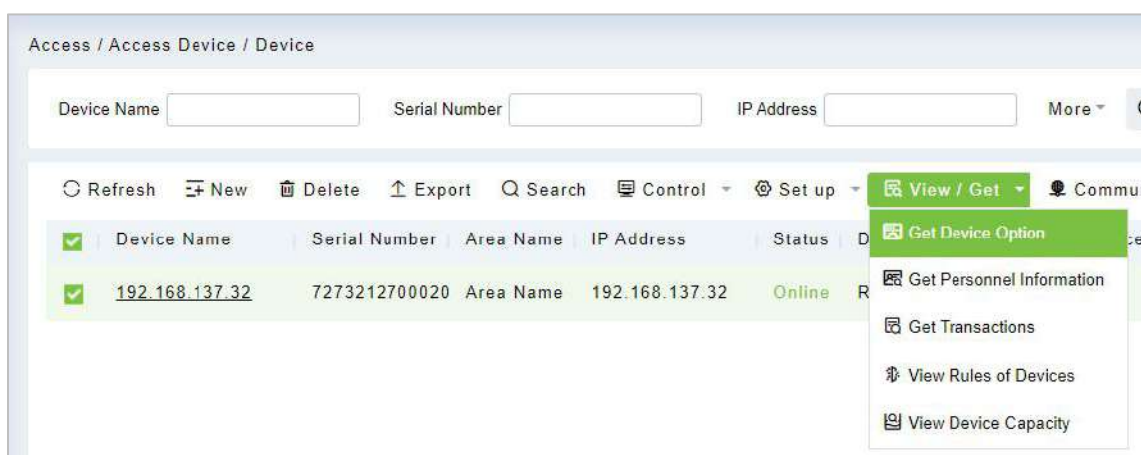 Access / Access Device / Device
Device Name Serial Number IP Address More
Refresh New Delete Export Search Control Set up View / Get
Device Name Serial Number Area Name IP Address Status
192.168.137.32 7273212700020 Area Name 192.168.137.32 Online
Get Device Option
Get Personnel Information
Get Transactions
View Rules of Devices
View Device Capacity